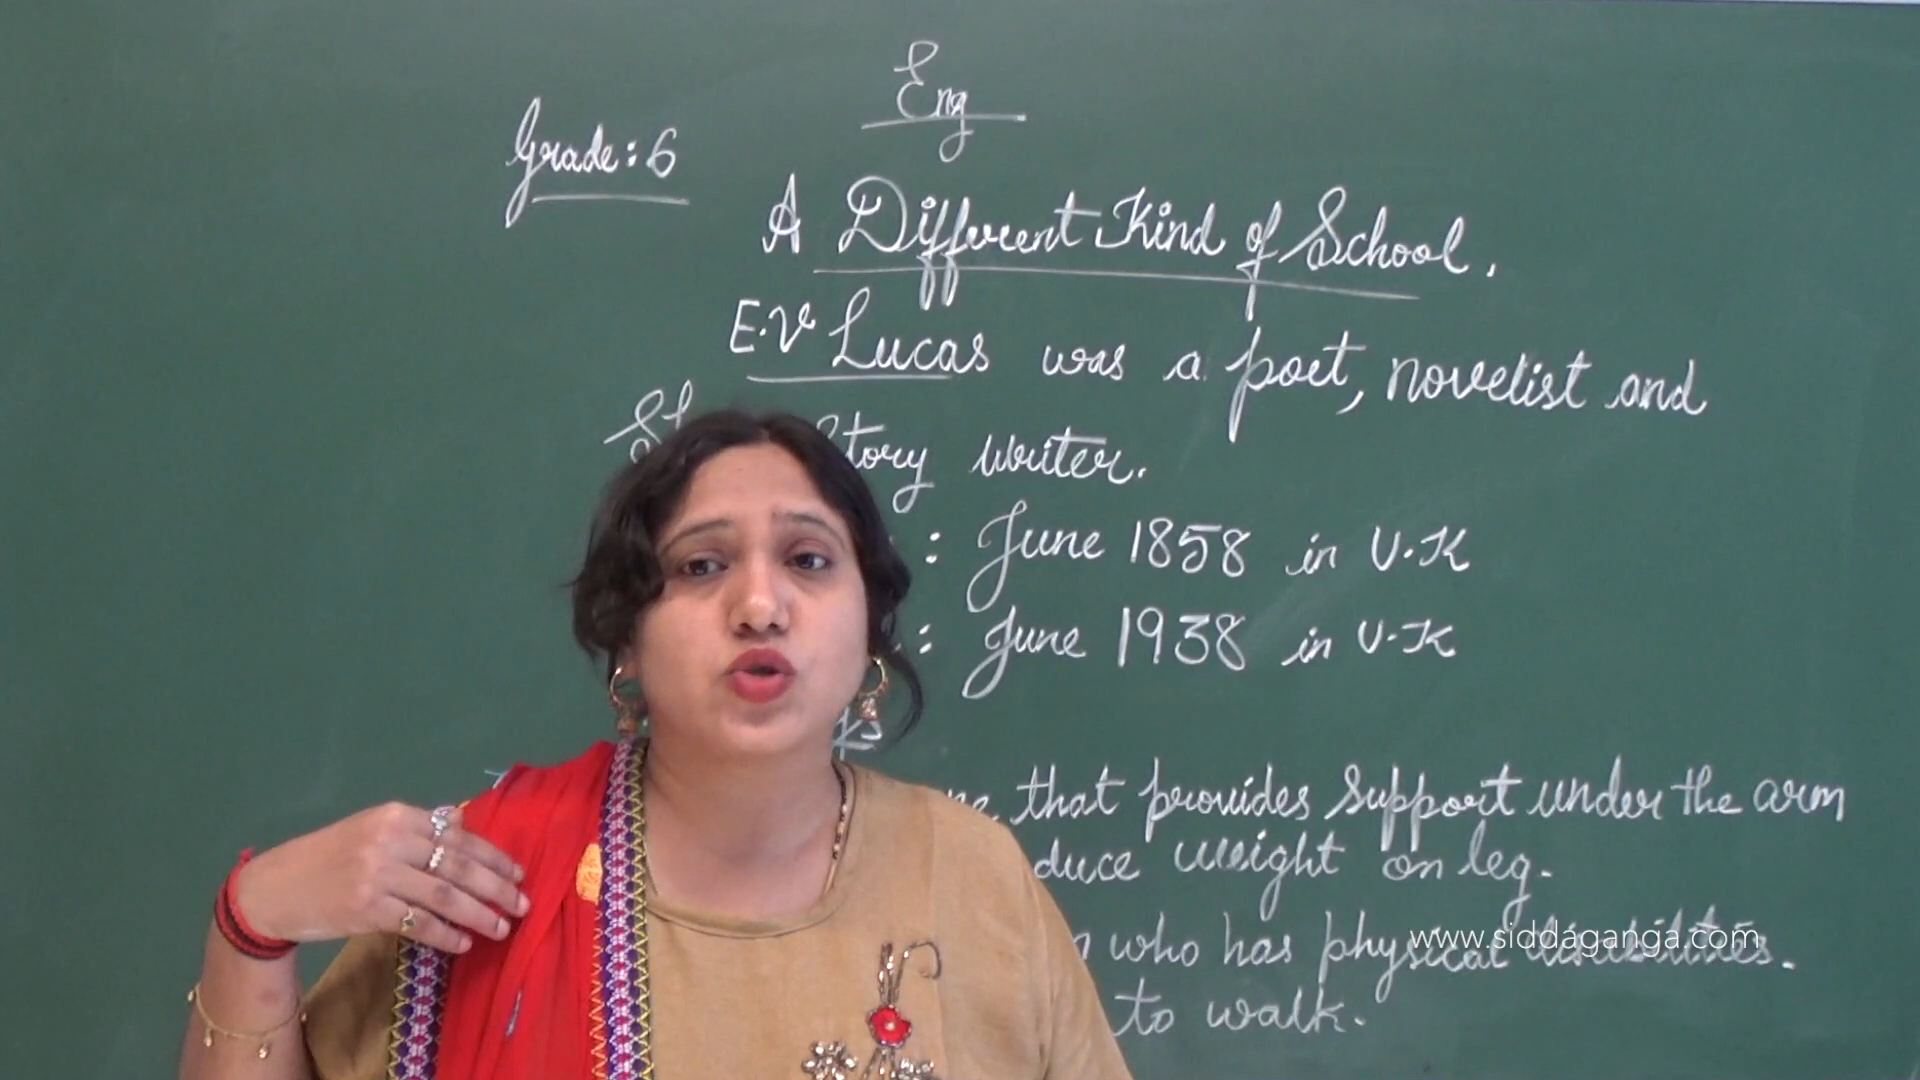 Eng
Grade: 6
A Different Kind of School.
E.V Lucas was a poet, novelist and
story writer.
: June 1858 in U.K
: June 1938 in U.K
that provides support under the arm
weight on leg.
who has physical disibilities.
www.siddaganga.com
to walk.